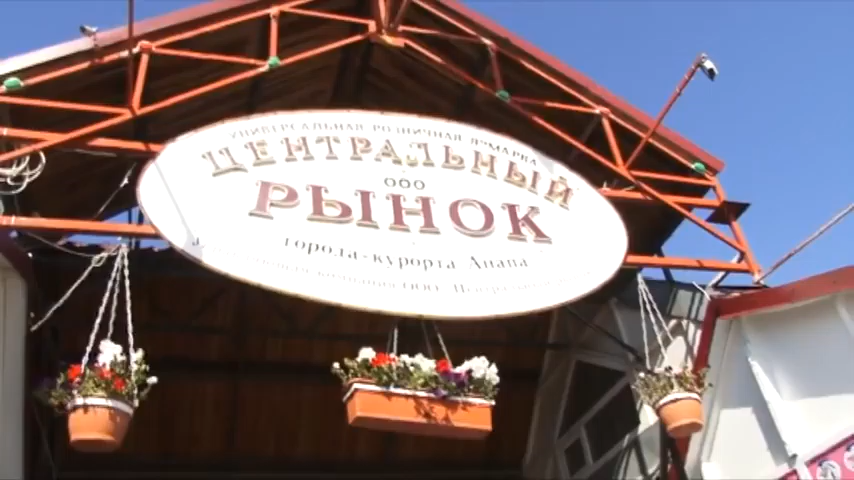 УНИВЕРСАЛЬНАЯ РОЗНИЧНАЯ ЯРМАРКА
ЦЕНТРАЛЬНЫЙ
ООО
РЫНОК
города-курорта Анапа